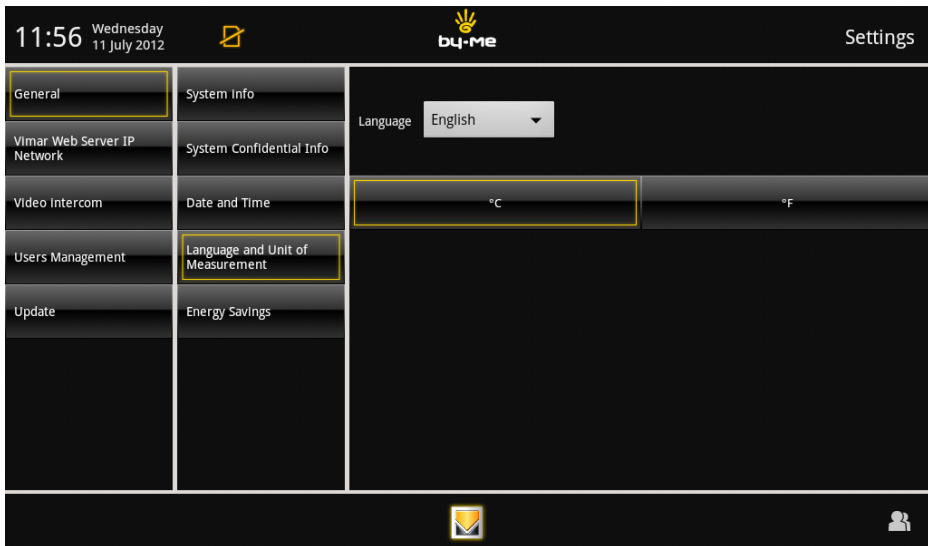 11:56
Wednesday
11 July 2012
by-me
Settings
General
Vimar Web Server IP
Network
Video Intercom
Users Management
Update
System Info
System Confidential Info
Date and Time
Language and Unit of
Measurement
Energy Savings
Language
English
°C
°F